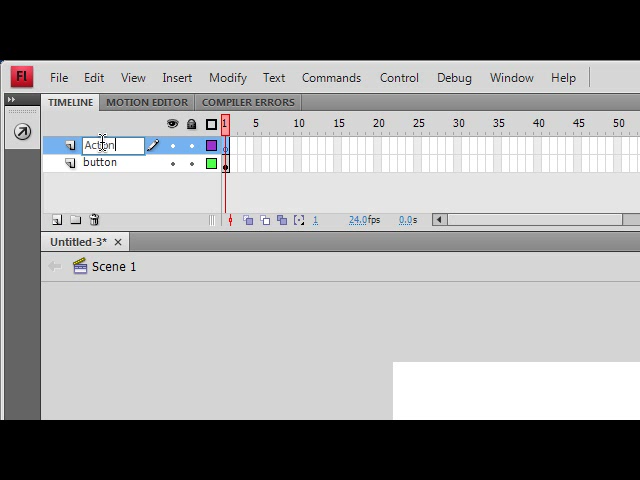 Fl File Edit View Insert Modify Text Commands Control Debug Window Help
TIMELINE MOTION EDITOR COMPILER ERRORS
1 5 10 15 20 25 30 35 40 45 50
Action
button
1 24.0fps 0.0s
Untitled-3*
Scene 1